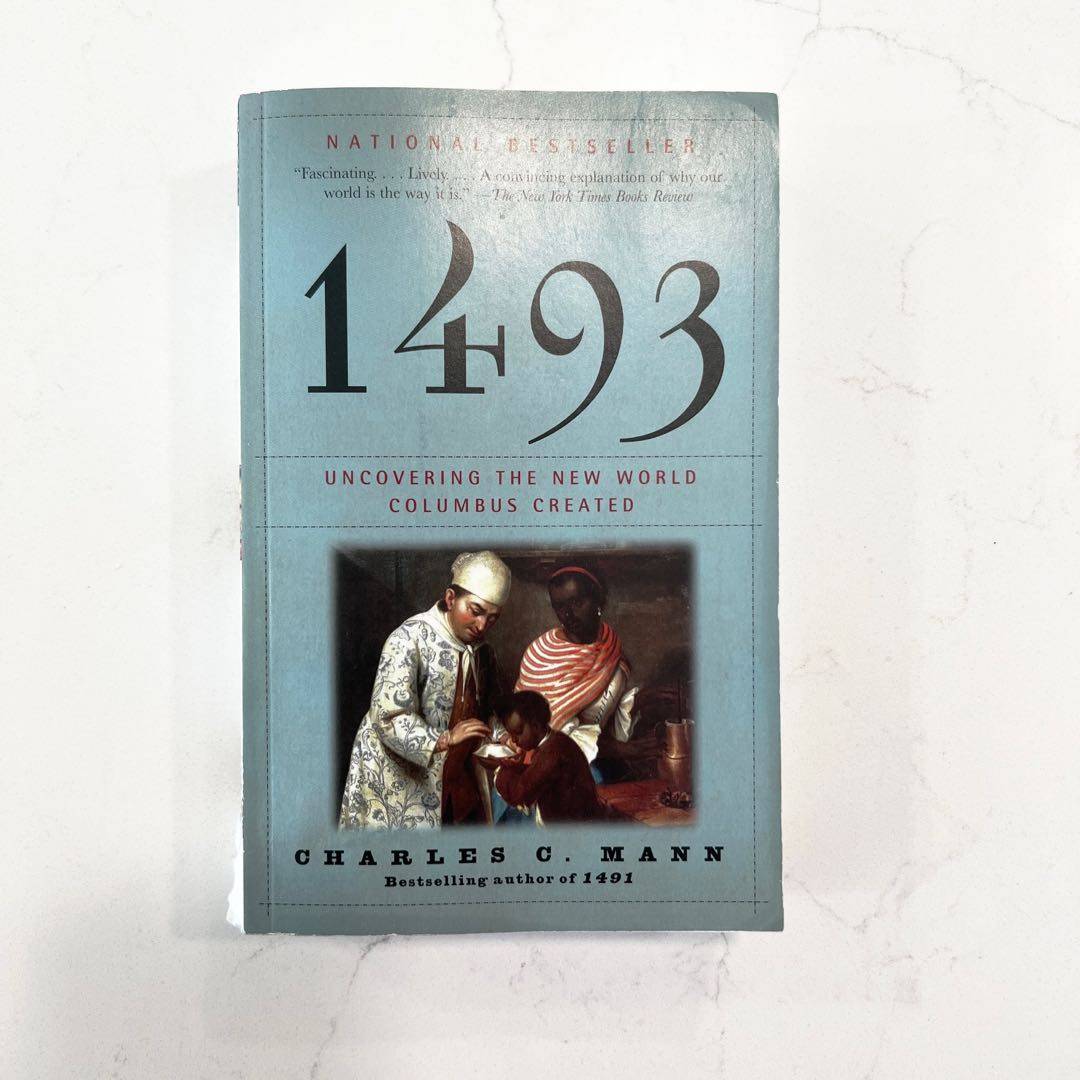 NATIONAL BESTSELLER
“Fascinating. . . . Lively. . . . A convincing explanation of why our
world is the way it is.” —The New York Times Books Review
1493
UNCOVERING THE NEW WORLD
COLUMBUS CREATED
CHARLES C. MANN
Bestselling author of 1491